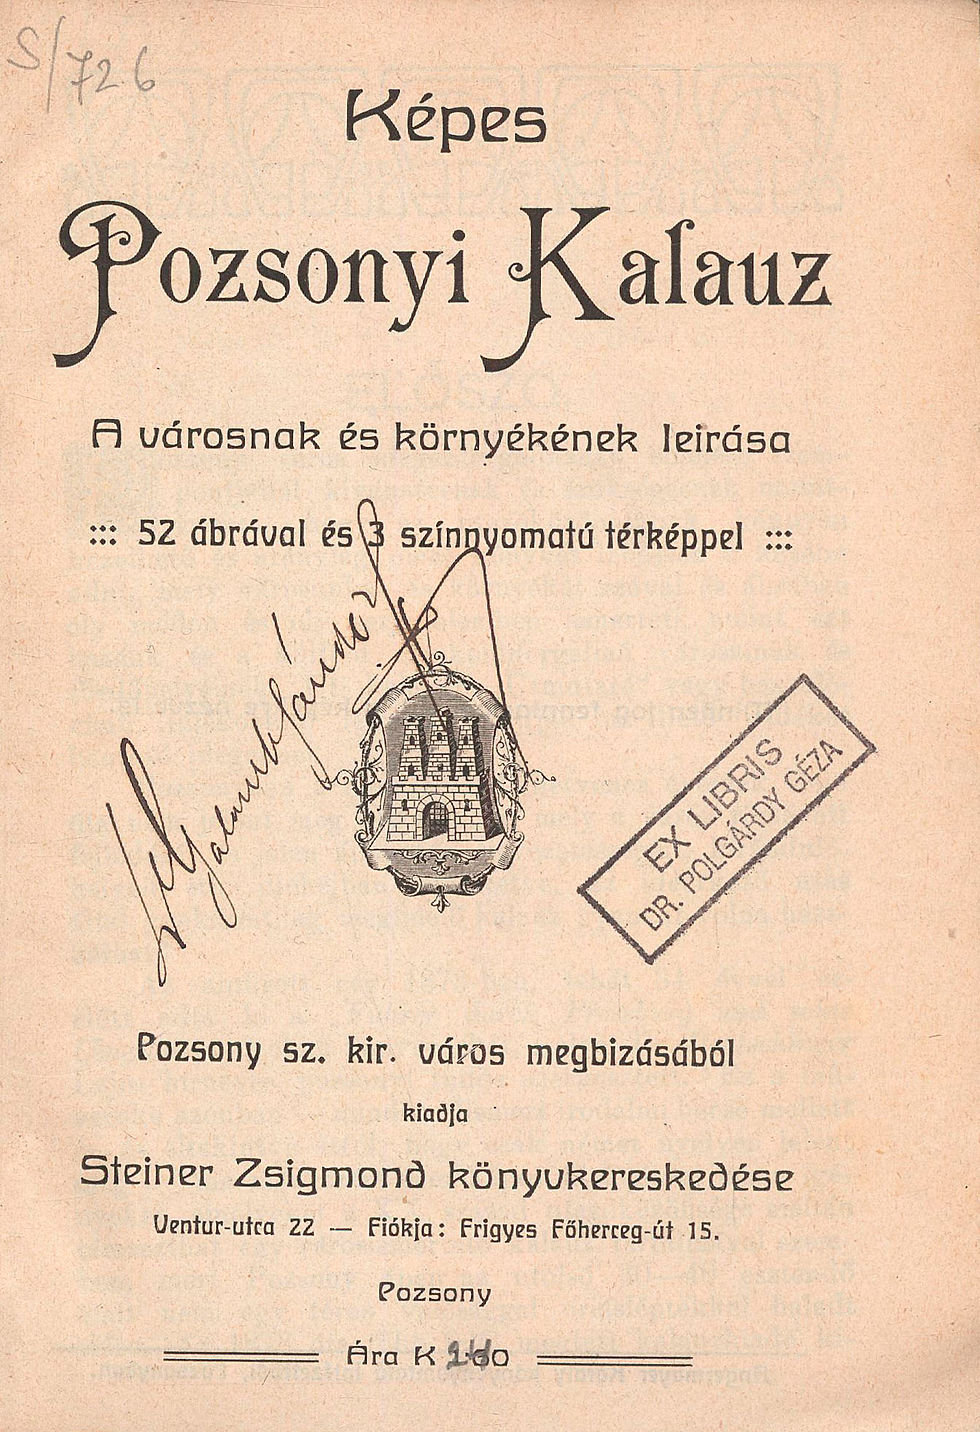 S/726
Képes
Pozsonyi Kalauz
A városnak és környékének leirása
::: 52 ábrával és 3 színnyomatú térképpel :::
EX LIBRIS
DR. POLGÁRDY GÉZA
Pozsony sz. kir. város megbizásából
kiadja
Steiner Zsigmond könyvkereskedése
Ventur-utca 22 — Fiókja: Frigyes Főherceg-út 15.
Pozsony
Ára K